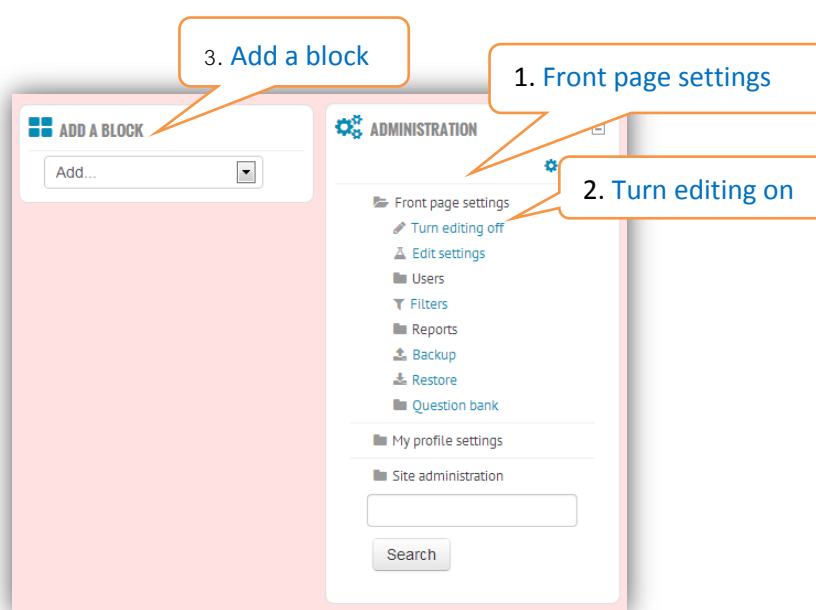 3. Add a block
1. Front page settings
ADD A BLOCK
ADMINISTRATION
Add...
2. Turn editing on
Front page settings
Turn editing off
Edit settings
Users
Filters
Reports
Backup
Restore
Question bank
My profile settings
Site administration
Search